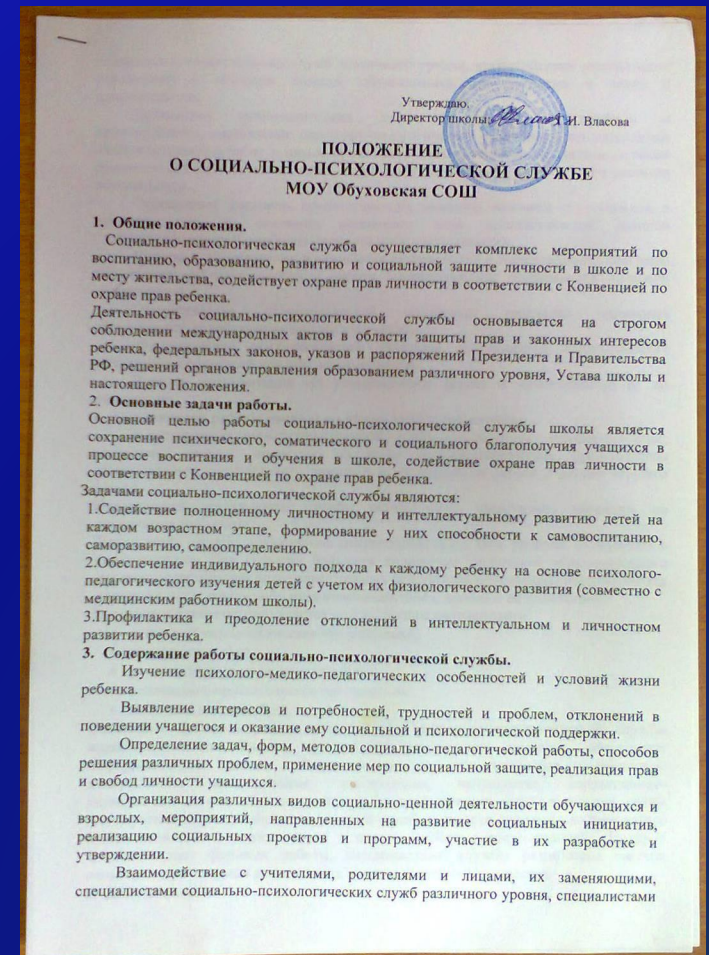 Утверждаю.
Директор школы: Г.И. Власова
ПОЛОЖЕНИЕ
О СОЦИАЛЬНО-ПСИХОЛОГИЧЕСКОЙ СЛУЖБЕ
МОУ Обуховская СОШ
1. Общие положения.
Социально-психологическая служба осуществляет комплекс мероприятий по
воспитанию, образованию, развитию и социальной защите личности в школе и по
месту жительства, содействует охране прав личности в соответствии с Конвенцией по
охране прав ребенка.
Деятельность социально-психологической службы основывается на строгом
соблюдении международных актов в области защиты прав и законных интересов
ребенка, федеральных законов, указов и распоряжений Президента и Правительства
РФ, решений органов управления образованием различного уровня, Устава школы и
настоящего Положения.
2. Основные задачи работы.
Основной целью работы социально-психологической службы школы является
сохранение психического, соматического и социального благополучия учащихся в
процессе воспитания и обучения в школе, содействие охране прав личности в
соответствии с Конвенцией по охране прав ребенка.
Задачами социально-психологической службы являются:
1.Содействие полноценному личностному и интеллектуальному развитию детей на
каждом возрастном этапе, формирование у них способности к самовоспитанию,
саморазвитию, самоопределению.
2.Обеспечение индивидуального подхода к каждому ребенку на основе психолого-
педагогического изучения детей с учетом их физиологического развития (совместно с
медицинским работником школы).
3.Профилактика и преодоление отклонений в интеллектуальном и личностном
развитии ребенка.
3. Содержание работы социально-психологической службы.
Изучение психолого-медико-педагогических особенностей и условий жизни
ребенка.
Выявление интересов и потребностей, трудностей и проблем, отклонений в
поведении учащегося и оказание ему социальной и психологической поддержки.
Определение задач, форм, методов социально-педагогической работы, способов
решения различных проблем, применение мер по социальной защите, реализация прав
и свобод личности учащихся.
Организация различных видов социально-ценной деятельности обучающихся и
взрослых, мероприятий, направленных на развитие социальных инициатив,
реализацию социальных проектов и программ, участие в их разработке и
утверждении.
Взаимодействие с учителями, родителями и лицами, их заменяющими,
специалистами социально-психологических служб различного уровня, специалистами